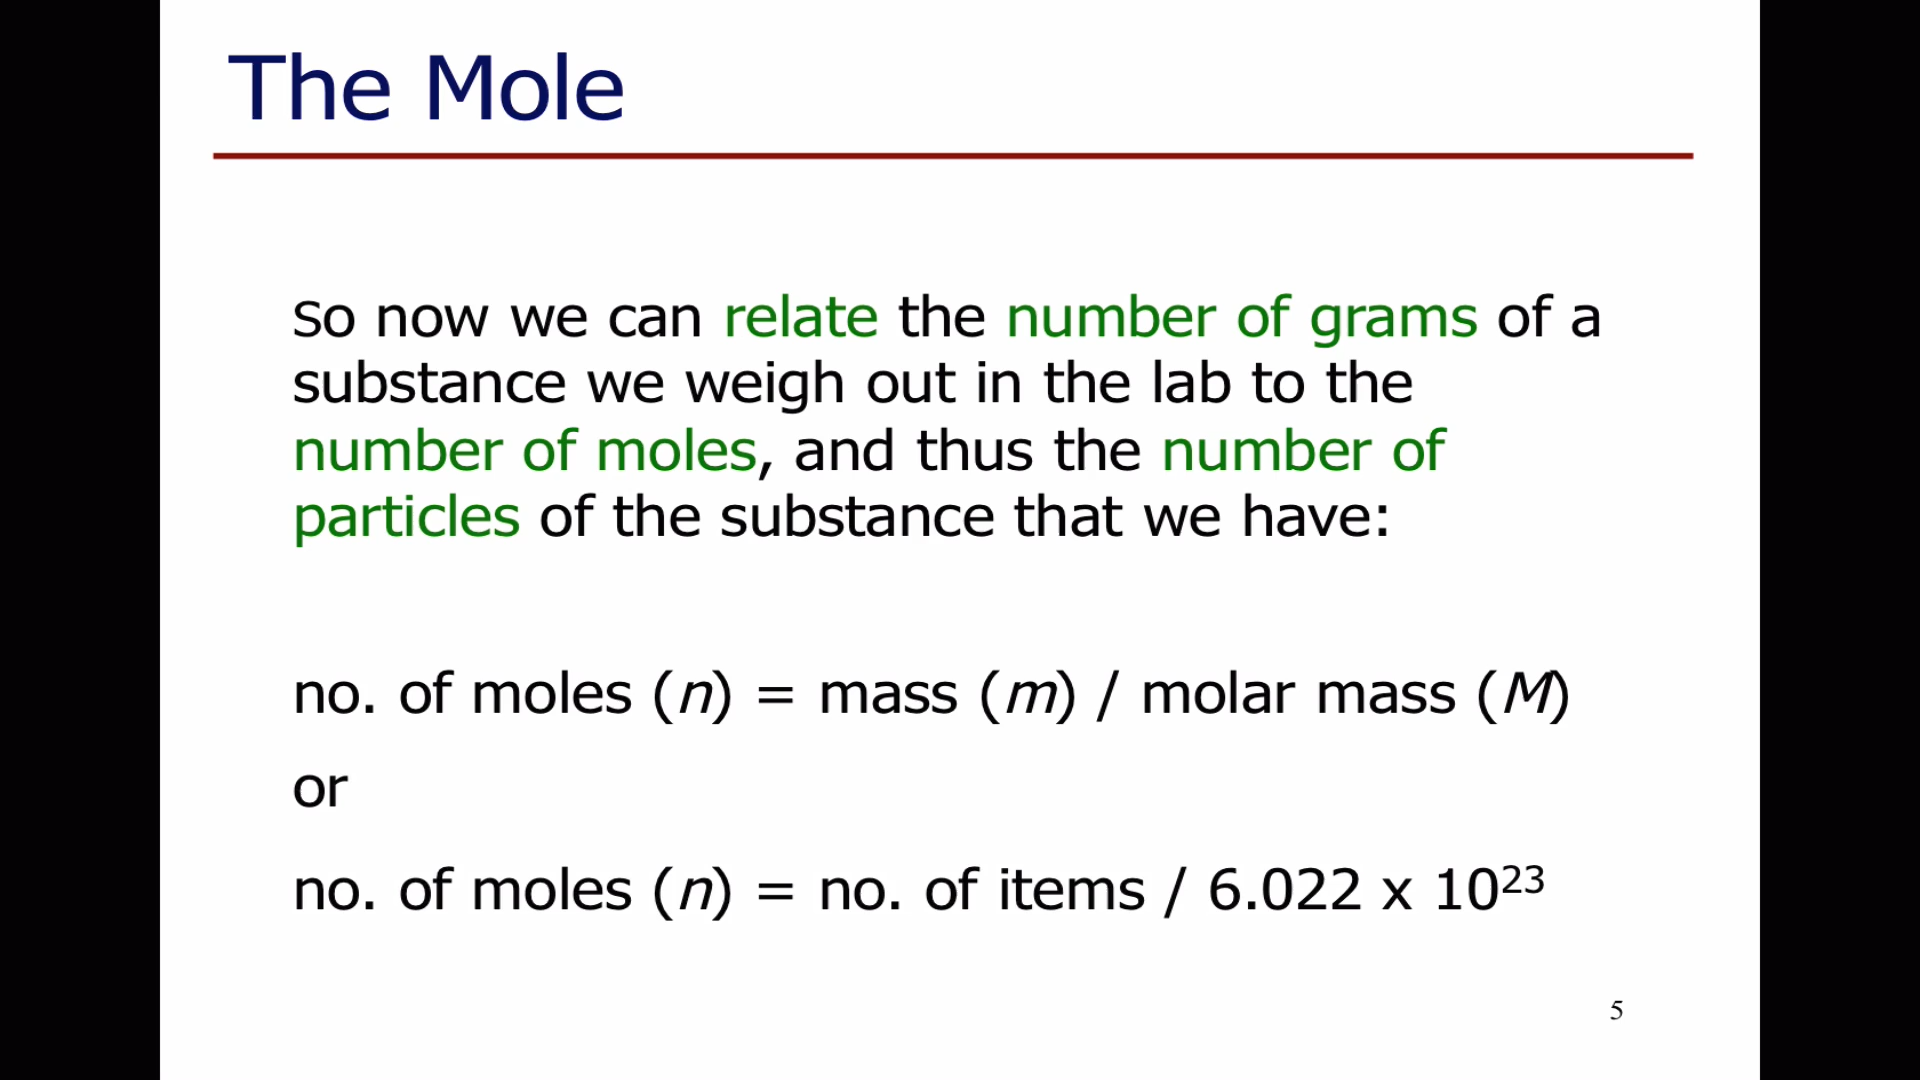 The Mole
So now we can relate the number of grams of a
substance we weigh out in the lab to the
number of moles, and thus the number of
particles of the substance that we have:
no. of moles (n) = mass (m) / molar mass (M)
or
no. of moles (n) = no. of items / 6.022 x 10²³
5